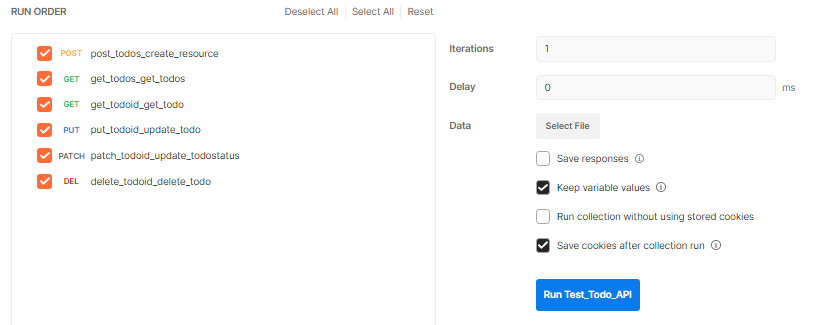 RUN ORDER Deselect All Select All Reset
POST post_todos_create_resource
GET get_todos_get_todos
GET get_todoid_get_todo
PUT put_todoid_update_todo
PATCH patch_todoid_update_todostatus
DEL delete_todoid_delete_todo
Iterations 1
Delay 0 ms
Data Select File
Save responses
Keep variable values
Run collection without using stored cookies
Save cookies after collection run
Run Test_Todo_API